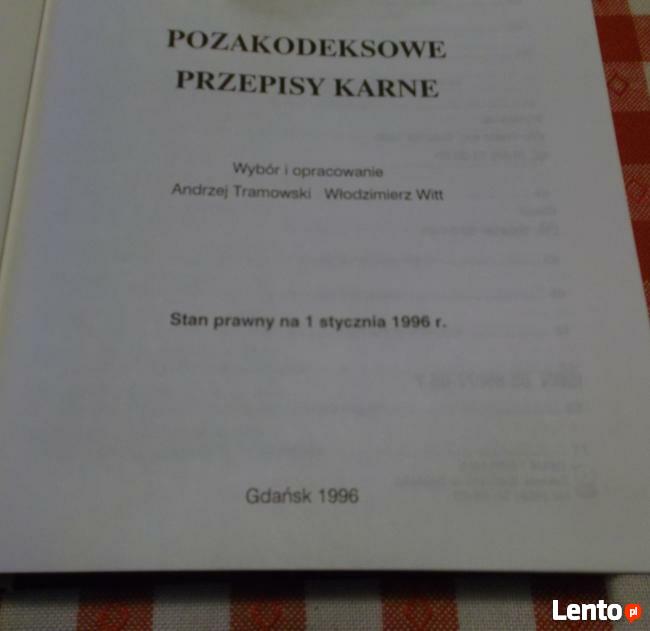 POZAKODEKSOWE
PRZEPISY KARNE
Wybór i opracowanie
Andrzej Tramowski Włodzimierz Witt
Stan prawny na 1 stycznia 1996 r.
Gdańsk 1996
Lento.pl